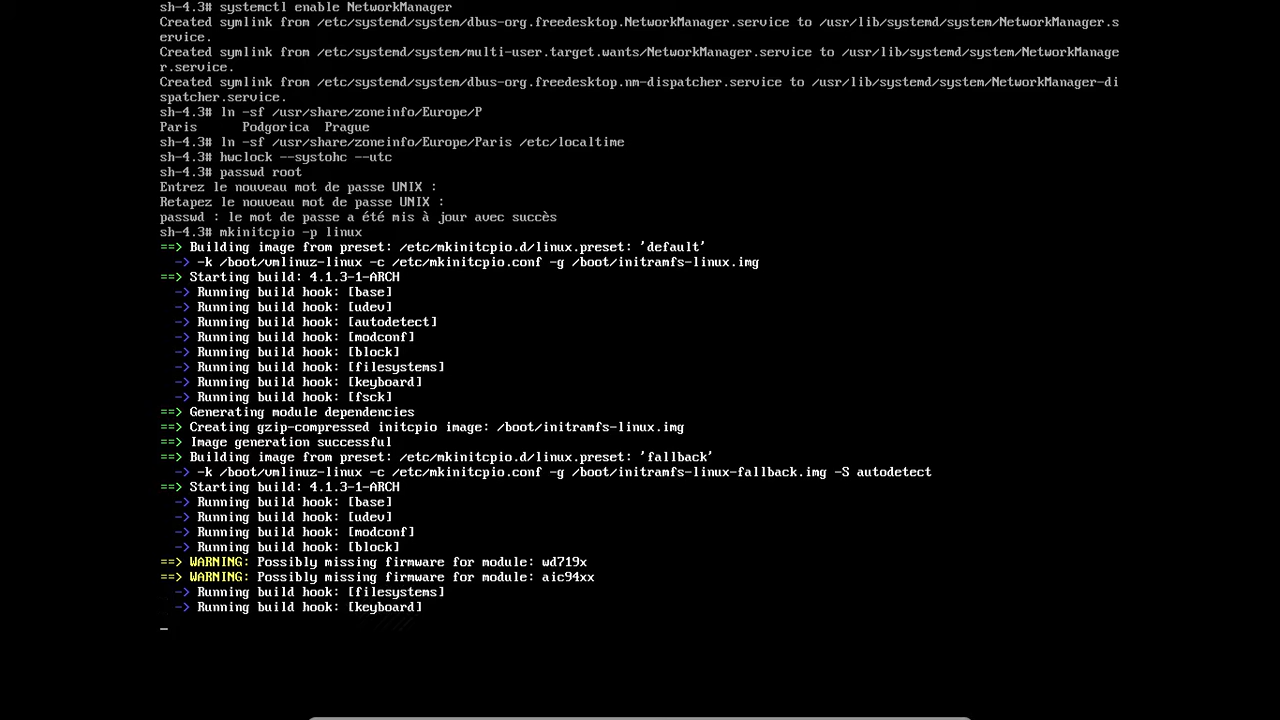 sh-4.3# systemctl enable NetworkManager
Created symlink from /etc/systemd/system/dbus-org.freedesktop.NetworkManager.service to /usr/lib/systemd/system/NetworkManager.s
ervice.
Created symlink from /etc/systemd/system/multi-user.target.wants/NetworkManager.service to /usr/lib/systemd/system/NetworkManage
r.service.
Created symlink from /etc/systemd/system/dbus-org.freedesktop.nm-dispatcher.service to /usr/lib/systemd/system/NetworkManager-di
spatcher.service.
sh-4.3# ln -sf /usr/share/zoneinfo/Europe/P
Paris      Podgorica  Prague
sh-4.3# ln -sf /usr/share/zoneinfo/Europe/Paris /etc/localtime
sh-4.3# hwclock --systohc --utc
sh-4.3# passwd root
Entrez le nouveau mot de passe UNIX :
Retapez le nouveau mot de passe UNIX :
passwd : le mot de passe a été mis à jour avec succès
sh-4.3# mkinitcpio -p linux
==> Building image from preset: /etc/mkinitcpio.d/linux.preset: 'default'
  -> -k /boot/vmlinuz-linux -c /etc/mkinitcpio.conf -g /boot/initramfs-linux.img
==> Starting build: 4.1.3-1-ARCH
  -> Running build hook: [base]
  -> Running build hook: [udev]
  -> Running build hook: [autodetect]
  -> Running build hook: [modconf]
  -> Running build hook: [block]
  -> Running build hook: [filesystems]
  -> Running build hook: [keyboard]
  -> Running build hook: [fsck]
==> Generating module dependencies
==> Creating gzip-compressed initcpio image: /boot/initramfs-linux.img
==> Image generation successful
==> Building image from preset: /etc/mkinitcpio.d/linux.preset: 'fallback'
  -> -k /boot/vmlinuz-linux -c /etc/mkinitcpio.conf -g /boot/initramfs-linux-fallback.img -S autodetect
==> Starting build: 4.1.3-1-ARCH
  -> Running build hook: [base]
  -> Running build hook: [udev]
  -> Running build hook: [modconf]
  -> Running build hook: [block]
==> WARNING: Possibly missing firmware for module: wd719x
==> WARNING: Possibly missing firmware for module: aic94xx
  -> Running build hook: [filesystems]
  -> Running build hook: [keyboard]
_